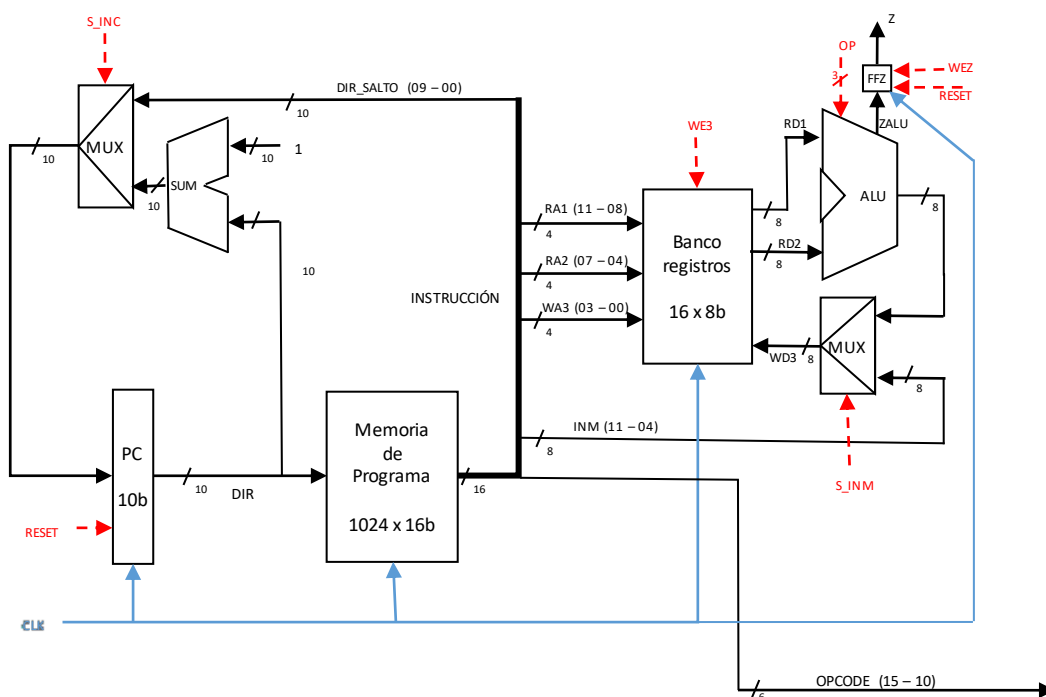 S_INC
Z
OP
WEZ
3
FFZ
RESET
DIR_SALTO (09 – 00)
10
WE3
RD1
ZALU
MUX
10
10
1
SUM
10
RA1 (11 – 08)
4
8
ALU
8
Banco
registros
16 x 8b
RD2
8
10
RA2 (07 – 04)
4
INSTRUCCIÓN
WA3 (03 – 00)
4
MUX
WD3
8
8
PC
10b
Memoria
de
Programa
1024 x 16b
INM (11 – 04)
8
10
DIR
16
S_INM
RESET
CLK
OPCODE (15 – 10)
6